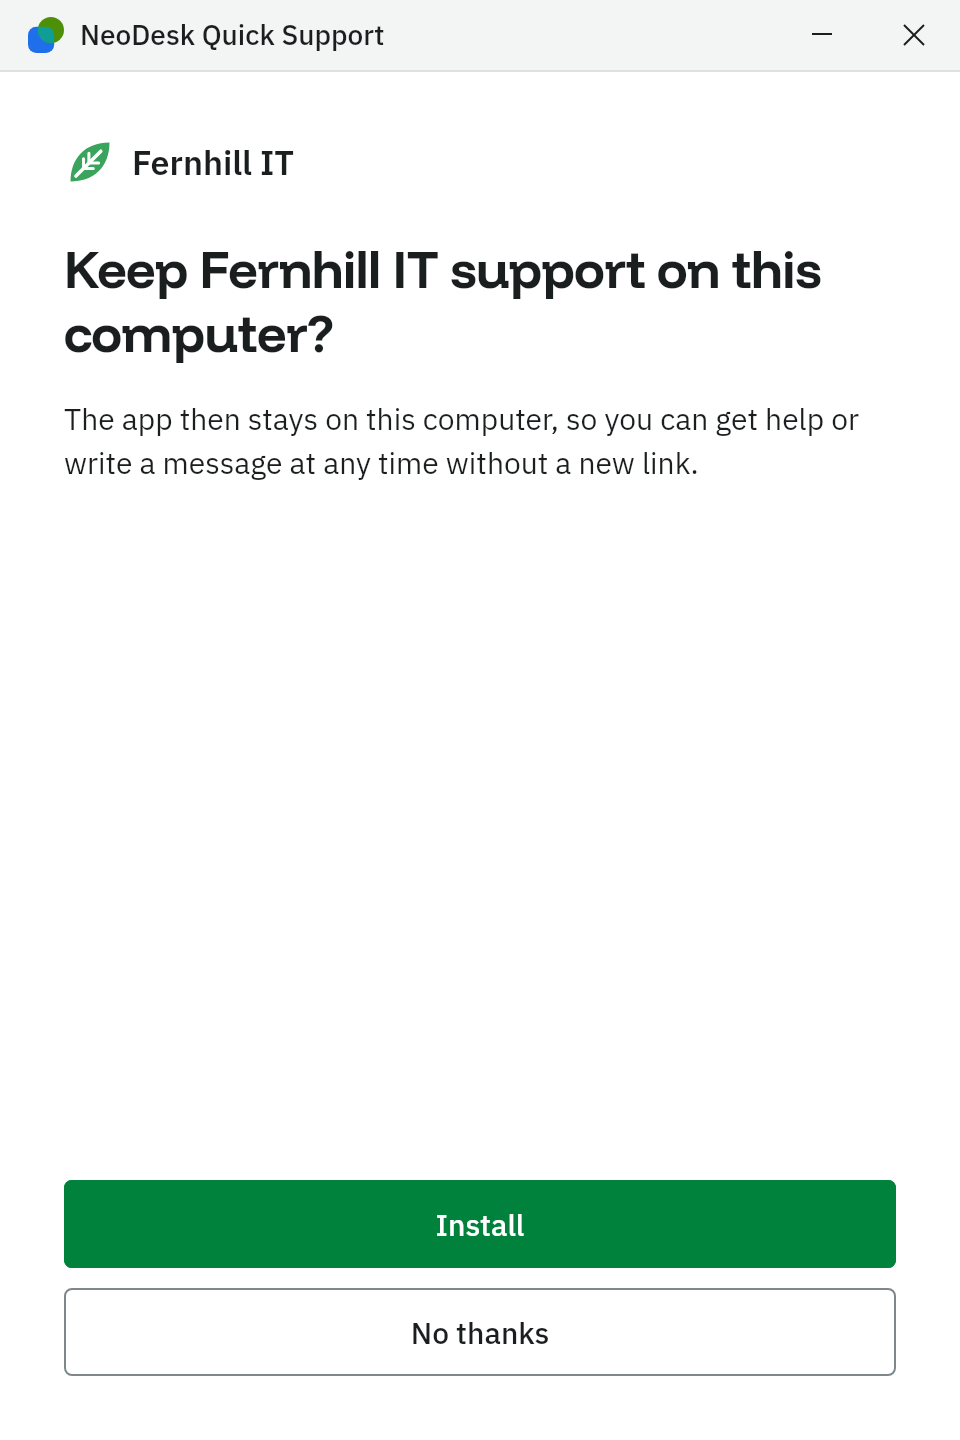 NeoDesk Quick Support
Fernhill IT
Keep Fernhill IT support on this
computer?
The app then stays on this computer, so you can get help or
write a message at any time without a new link.
Install
No thanks